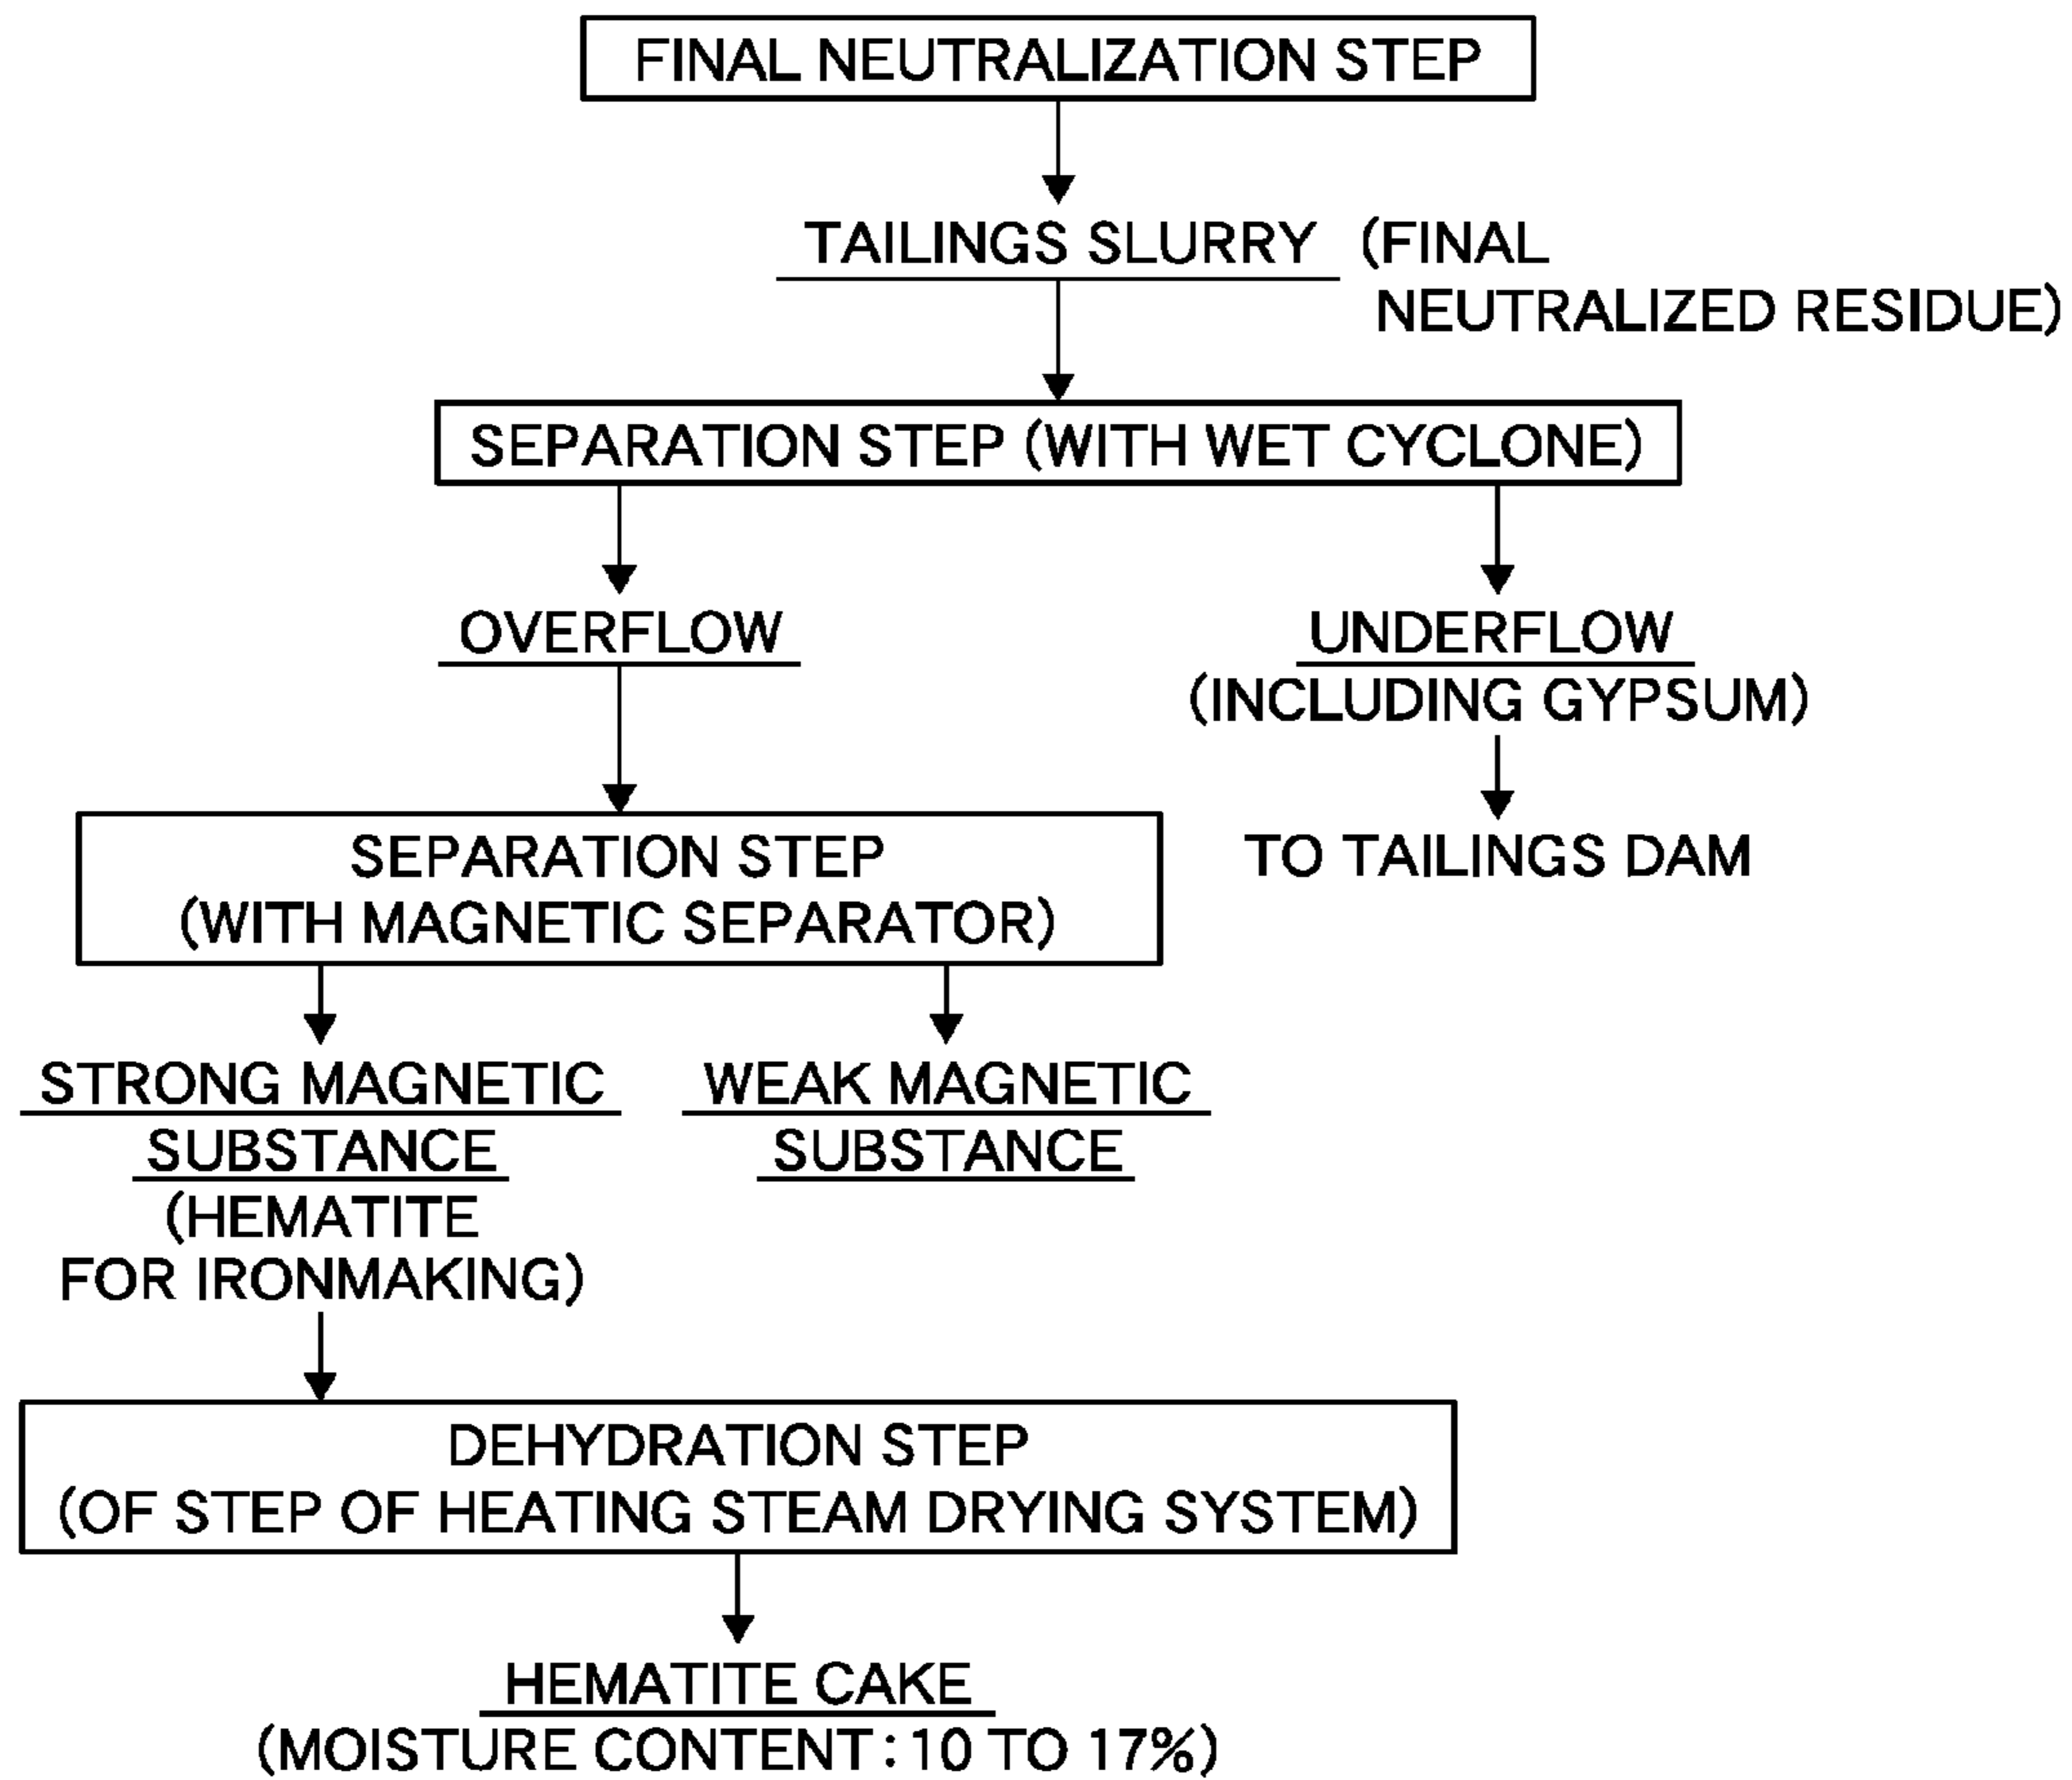 FINAL NEUTRALIZATION STEP
TAILINGS SLURRY (FINAL
NEUTRALIZED RESIDUE)
SEPARATION STEP (WITH WET CYCLONE)
OVERFLOW
UNDERFLOW
(INCLUDING GYPSUM)
TO TAILINGS DAM
SEPARATION STEP
(WITH MAGNETIC SEPARATOR)
STRONG MAGNETIC
SUBSTANCE
(HEMATITE
FOR IRONMAKING)
WEAK MAGNETIC
SUBSTANCE
DEHYDRATION STEP
(OF STEP OF HEATING STEAM DRYING SYSTEM)
HEMATITE CAKE
(MOISTURE CONTENT : 10 TO 17%)